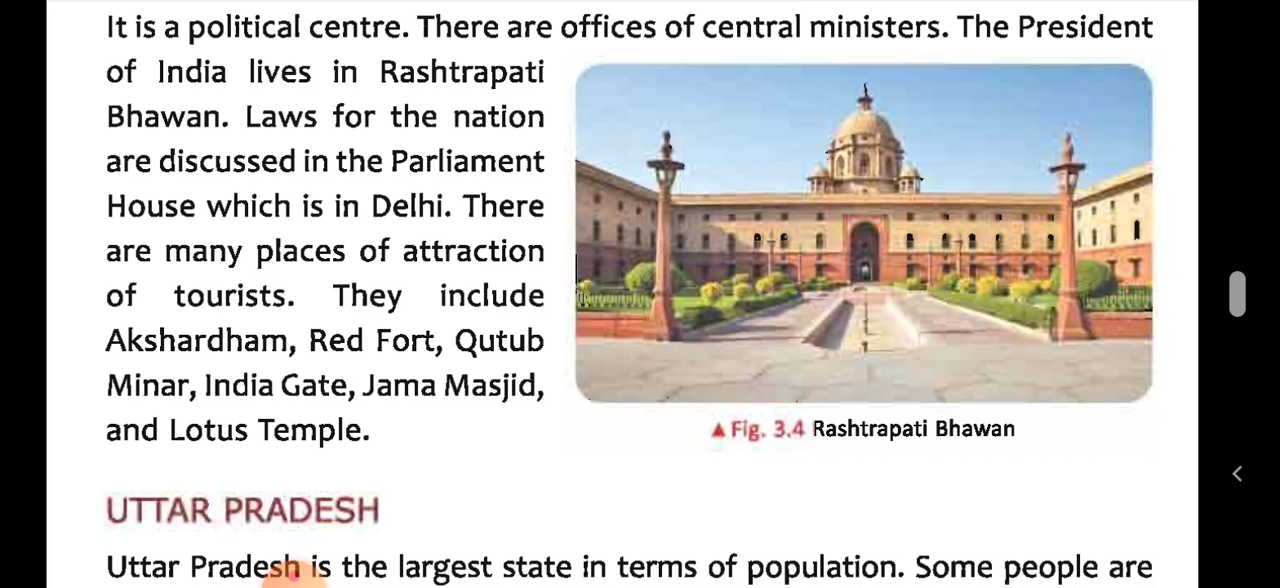 It is a political centre. There are offices of central ministers. The President
of India lives in Rashtrapati
Bhawan. Laws for the nation
are discussed in the Parliament
House which is in Delhi. There
are many places of attraction
of tourists. They include
Akshardham, Red Fort, Qutub
Minar, India Gate, Jama Masjid,
and Lotus Temple.
▲ Fig. 3.4 Rashtrapati Bhawan
UTTAR PRADESH
Uttar Pradesh is the largest state in terms of population. Some people are